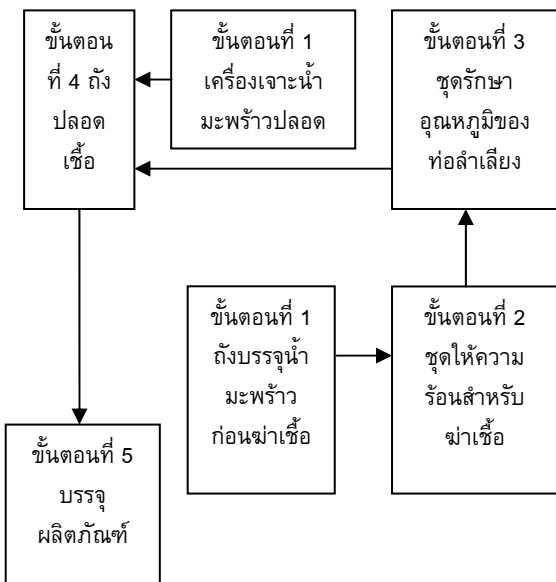 ขั้นตอน
ที่ 4 ถัง
ปลอด
เชื้อ
ขั้นตอนที่ 1
เครื่องเจาะน้ำ
มะพร้าวปลอด
ขั้นตอนที่ 3
ชุดรักษา
อุณหภูมิของ
ท่อลำเลียง
ขั้นตอนที่ 1
ถังบรรจุน้ำ
มะพร้าว
ก่อนฆ่าเชื้อ
ขั้นตอนที่ 2
ชุดให้ความ
ร้อนสำหรับ
ฆ่าเชื้อ
ขั้นตอนที่ 5
บรรจุ
ผลิตภัณฑ์